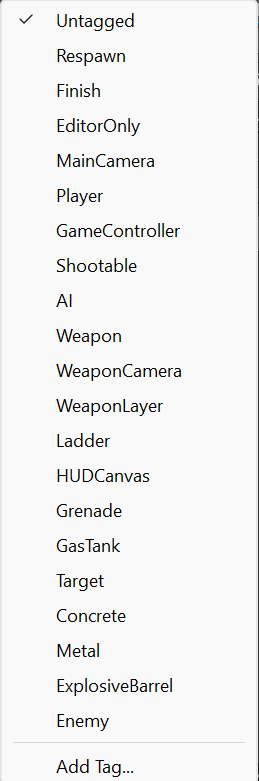 Untagged
Respawn
Finish
EditorOnly
MainCamera
Player
GameController
Shootable
AI
Weapon
WeaponCamera
WeaponLayer
Ladder
HUDCanvas
Grenade
GasTank
Target
Concrete
Metal
ExplosiveBarrel
Enemy
Add Tag...